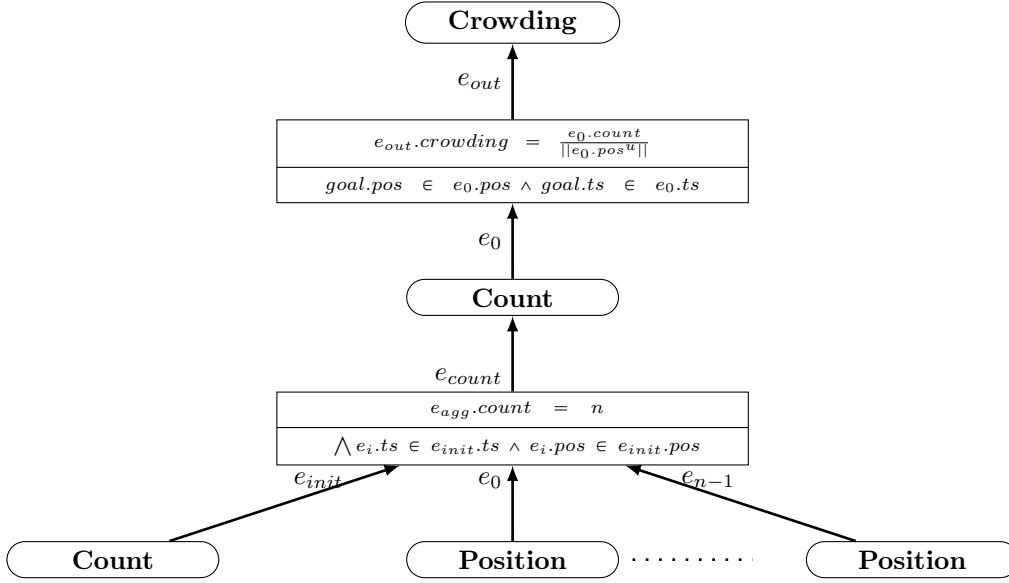 Crowding
e_out
e_out.crowding = e_0.count / ||e_0.pos^u||
goal.pos ∈ e_0.pos ∧ goal.ts ∈ e_0.ts
e_0
Count
e_count
e_agg.count = n
⋀ e_i.ts ∈ e_init.ts ∧ e_i.pos ∈ e_init.pos
e_init e_0 e_{n−1}
Count Position ......... Position